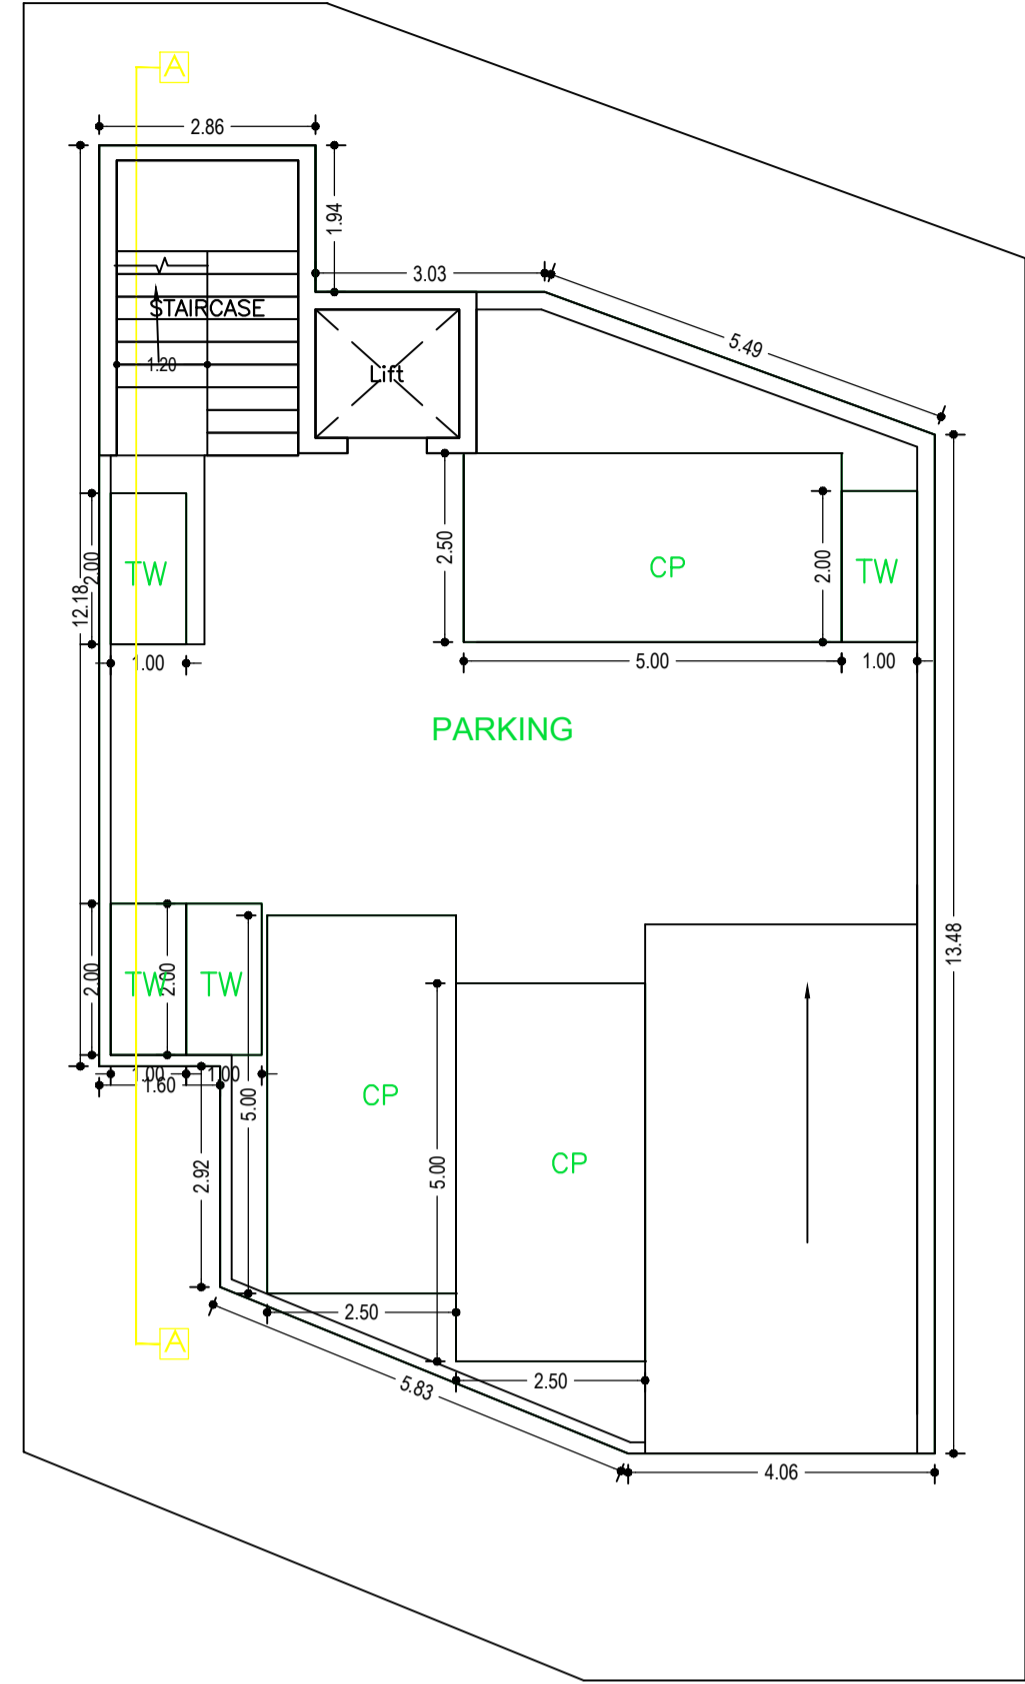 A
2.86
1.94
3.03
5.49
STAIRCASE
1.20
Lift
2.50
CP
2.00
TW
2.00
TW
12.18
1.00
5.00
1.00
PARKING
2.00
TW
2.00
TW
13.48
1.00
1.00
1.60
5.00
CP
2.92
5.00
CP
2.50
5.83
2.50
A
4.06